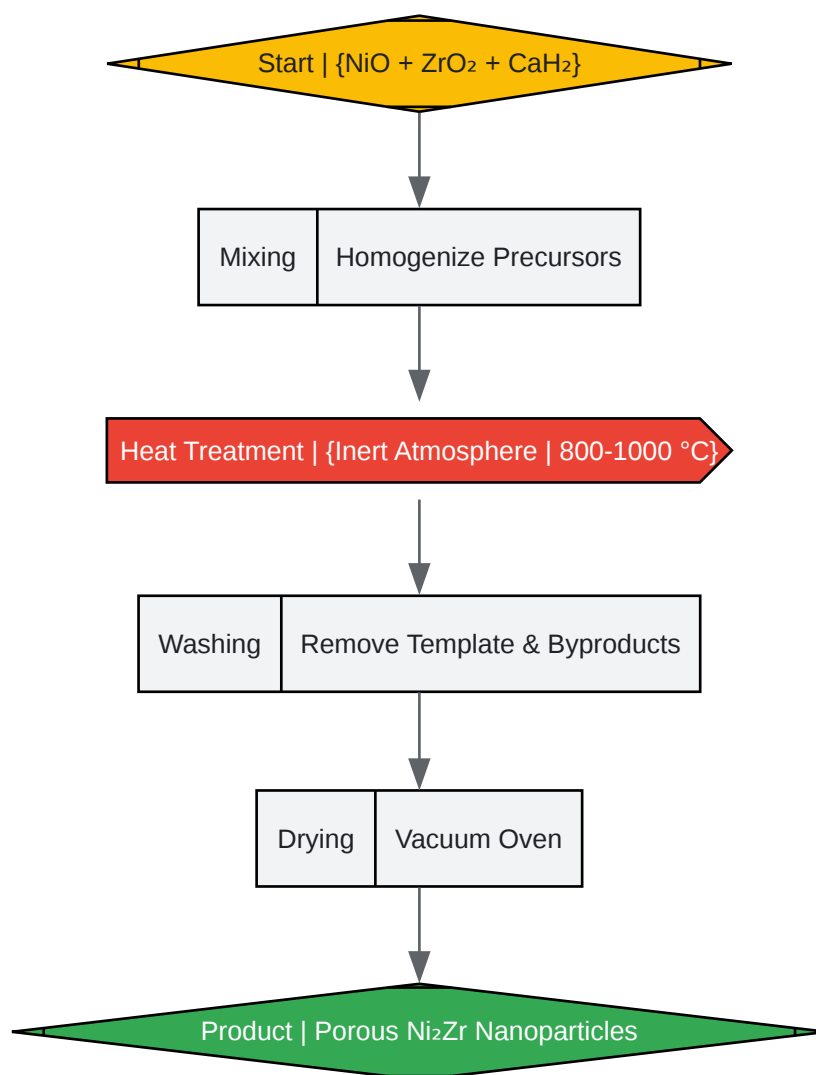 Start | {NiO + ZrO₂ + CaH₂}
Mixing
Homogenize Precursors
Heat Treatment | {Inert Atmosphere | 800-1000 °C}
Washing
Remove Template & Byproducts
Drying
Vacuum Oven
Product | Porous Ni₂Zr Nanoparticles